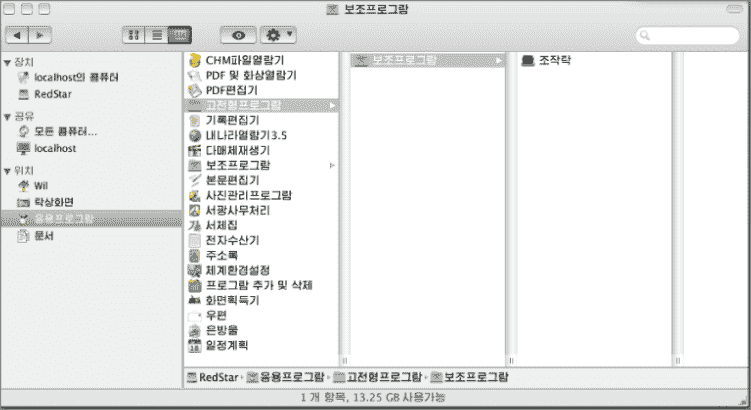 보조프로그람
장치
localhost의 콤퓨터
RedStar
공유
모든 콤퓨터...
localhost
위치
Wil
탁상화면
응용프로그람
문서
CHM파일열람기
PDF 및 화상열람기
PDF편집기
고전형프로그람
기록편집기
내나라열람기3.5
다매체재생기
보조프로그람
본문편집기
사진관리프로그람
서광사무처리
서체집
전자수산기
주소록
체계환경설정
프로그람 추가 및 삭제
화면획득기
우편
은방울
일정계획
18
보조프로그람
조작탁
RedStar 응용프로그람 고전형프로그람 보조프로그람
1 개 항목, 13.25 GB 사용가능